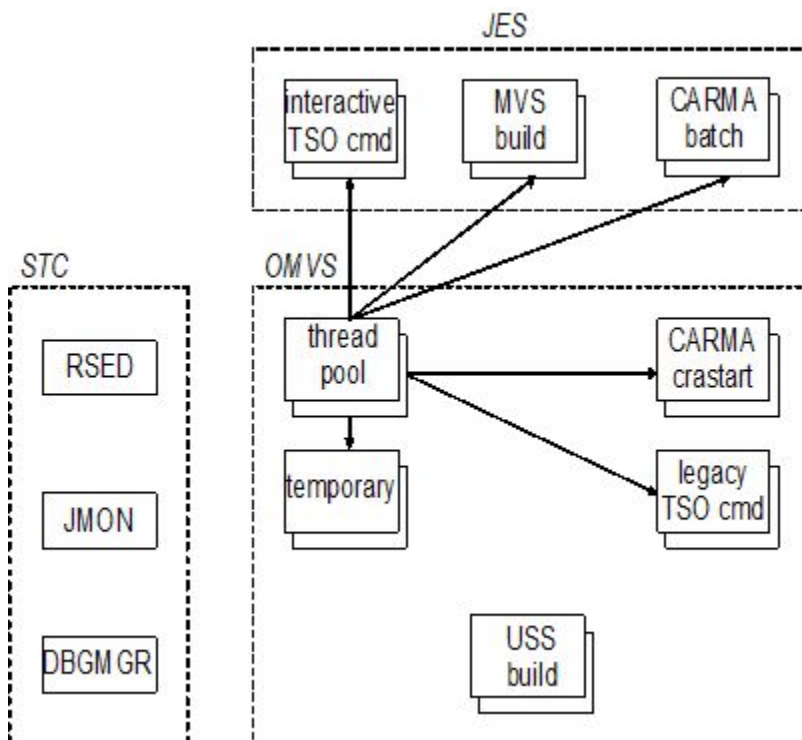 JES
interactive
TSO cmd
MVS
build
CARMA
batch
STC
OMVS
RSED
thread
pool
CARMA
crastart
JMON
temporary
legacy
TSO cmd
DBGMGR
USS
build